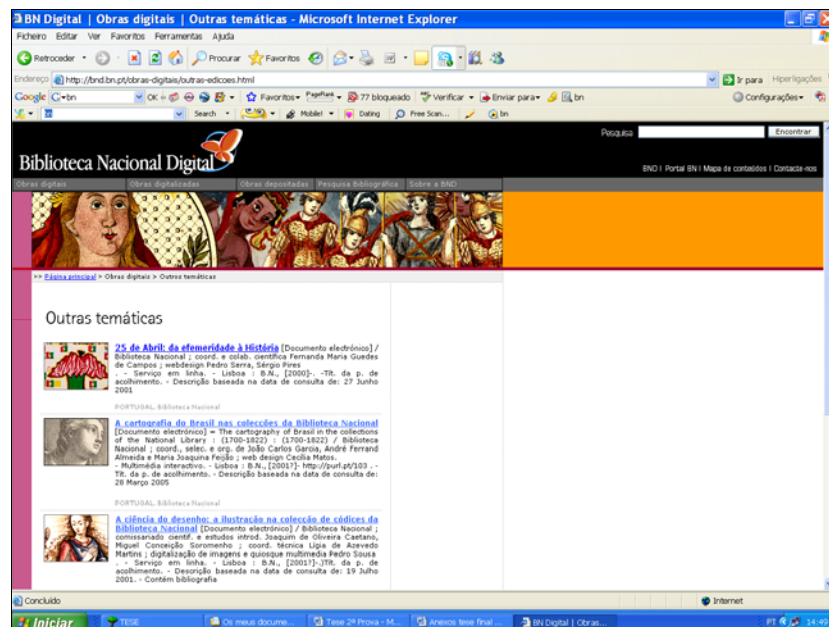 BN Digital | Obras digitais | Outras temáticas - Microsoft Internet Explorer
Ficheiro Editar Ver Favoritos Ferramentas Ajuda
Retroceder Procurar Favoritos
Endereço http://bnd.bn.pt/obras-digitais/outras-edicoes.html Ir para Hiperligações
Google G bn OK Favoritos PageRank 77 bloqueado Verificar Enviar para bn Configurações
Search Mobile! Dating Free Scan... bn
Pesquisa Encontrar
Biblioteca Nacional Digital
BND | Portal BN | Mapa de conteúdos | Contacte-nos
Obras digitais Obras digitalizadas Obras depositadas Pesquisa Bibliográfica Sobre a BND
>> Página principal > Obras digitais > Outras temáticas
Outras temáticas
25 de Abril: da efemeridade à História [Documento electrónico] /
Biblioteca Nacional ; coord. e colab. científica Fernanda Maria Guedes
de Campos ; webdesign Pedro Serra, Sérgio Pires
. - Serviço em linha. - Lisboa : B.N., [2000]-. -Tít. da p. de
acolhimento. - Descrição baseada na data de consulta de: 27 Junho
2001
PORTUGAL. Biblioteca Nacional
A cartografia do Brasil nas colecções da Biblioteca Nacional
[Documento electrónico] = The cartography of Brasil in the collections
of the National Library : (1700-1822) : (1700-1822) / Biblioteca
Nacional ; coord., selec. e org. de João Carlos Garcia, André Ferrand
Almeida e Maria Joaquina Feijão ; web design Cecília Matos.
- Multimédia interactivo. - Lisboa : B.N., [2001?]- http://purl.pt/103 . -
Tít. da p. de acolhimento. - Descrição baseada na data de consulta de:
28 Março 2005
PORTUGAL. Biblioteca Nacional
A ciência do desenho: a ilustração na colecção de códices da
Biblioteca Nacional [Documento electrónico] / Biblioteca Nacional ;
comissariado cientif. e estudos introd. Joaquim de Oliveira Caetano,
Miguel Conceição Soromenho ; coord. técnica Lígia de Azevedo
Martins ; digitalização de imagens e quiosque multimedia Pedro Sousa
. - Serviço em linha. - Lisboa : B.N., [2001?]-.)Tít. da p. de
acolhimento. - Descrição baseada na data de consulta de: 19 Julho
2001. - Contém bibliografia
Concluído Internet
Iniciar TESE Os meus docume... Tese 2ª Prova - M... Anexos tese final ... BN Digital | Obras... PT 14:49